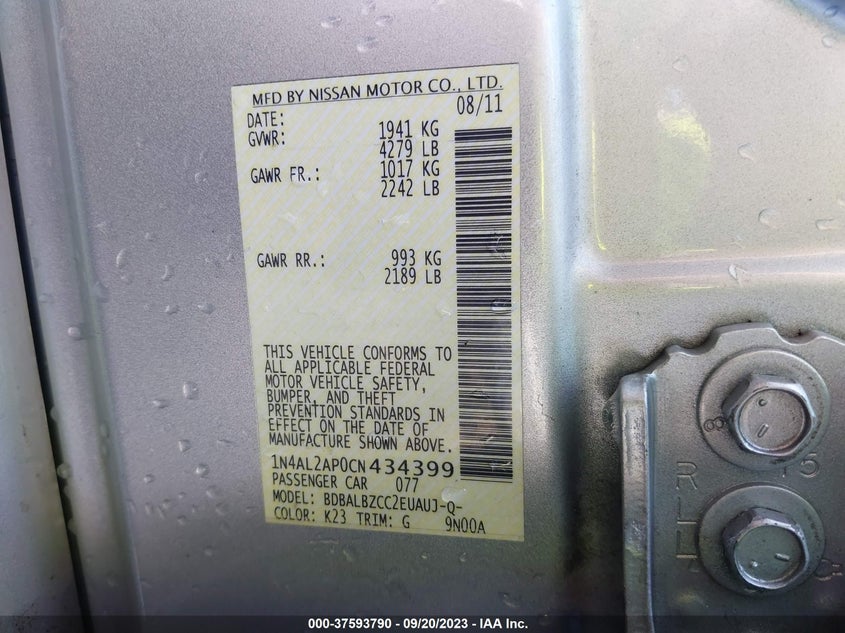 MFD BY NISSAN MOTOR CO., LTD.
DATE: 08/11
GVWR: 1941 KG
4279 LB
GAWR FR.: 1017 KG
2242 LB
GAWR RR.: 993 KG
2189 LB
THIS VEHICLE CONFORMS TO
ALL APPLICABLE FEDERAL
MOTOR VEHICLE SAFETY,
BUMPER, AND THEFT
PREVENTION STANDARDS IN
EFFECT ON THE DATE OF
MANUFACTURE SHOWN ABOVE.
1N4AL2AP0CN434399
PASSENGER CAR 077
MODEL: BDBALBZCC2EUAUJ-Q-
COLOR: K23 TRIM: G 9N00A
8
R
000-37593790 - 09/20/2023 - IAA Inc.